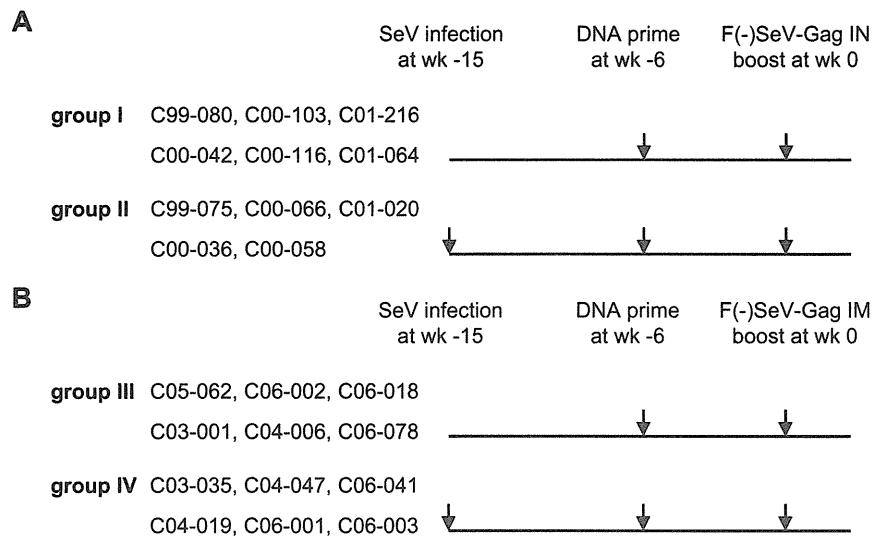 A
SeV infection at wk -15
DNA prime at wk -6
F(-)SeV-Gag IN boost at wk 0
group I C99-080, C00-103, C01-216
C00-042, C00-116, C01-064
group II C99-075, C00-066, C01-020
C00-036, C00-058
B
SeV infection at wk -15
DNA prime at wk -6
F(-)SeV-Gag IM boost at wk 0
group III C05-062, C06-002, C06-018
C03-001, C04-006, C06-078
group IV C03-035, C04-047, C06-041
C04-019, C06-001, C06-003